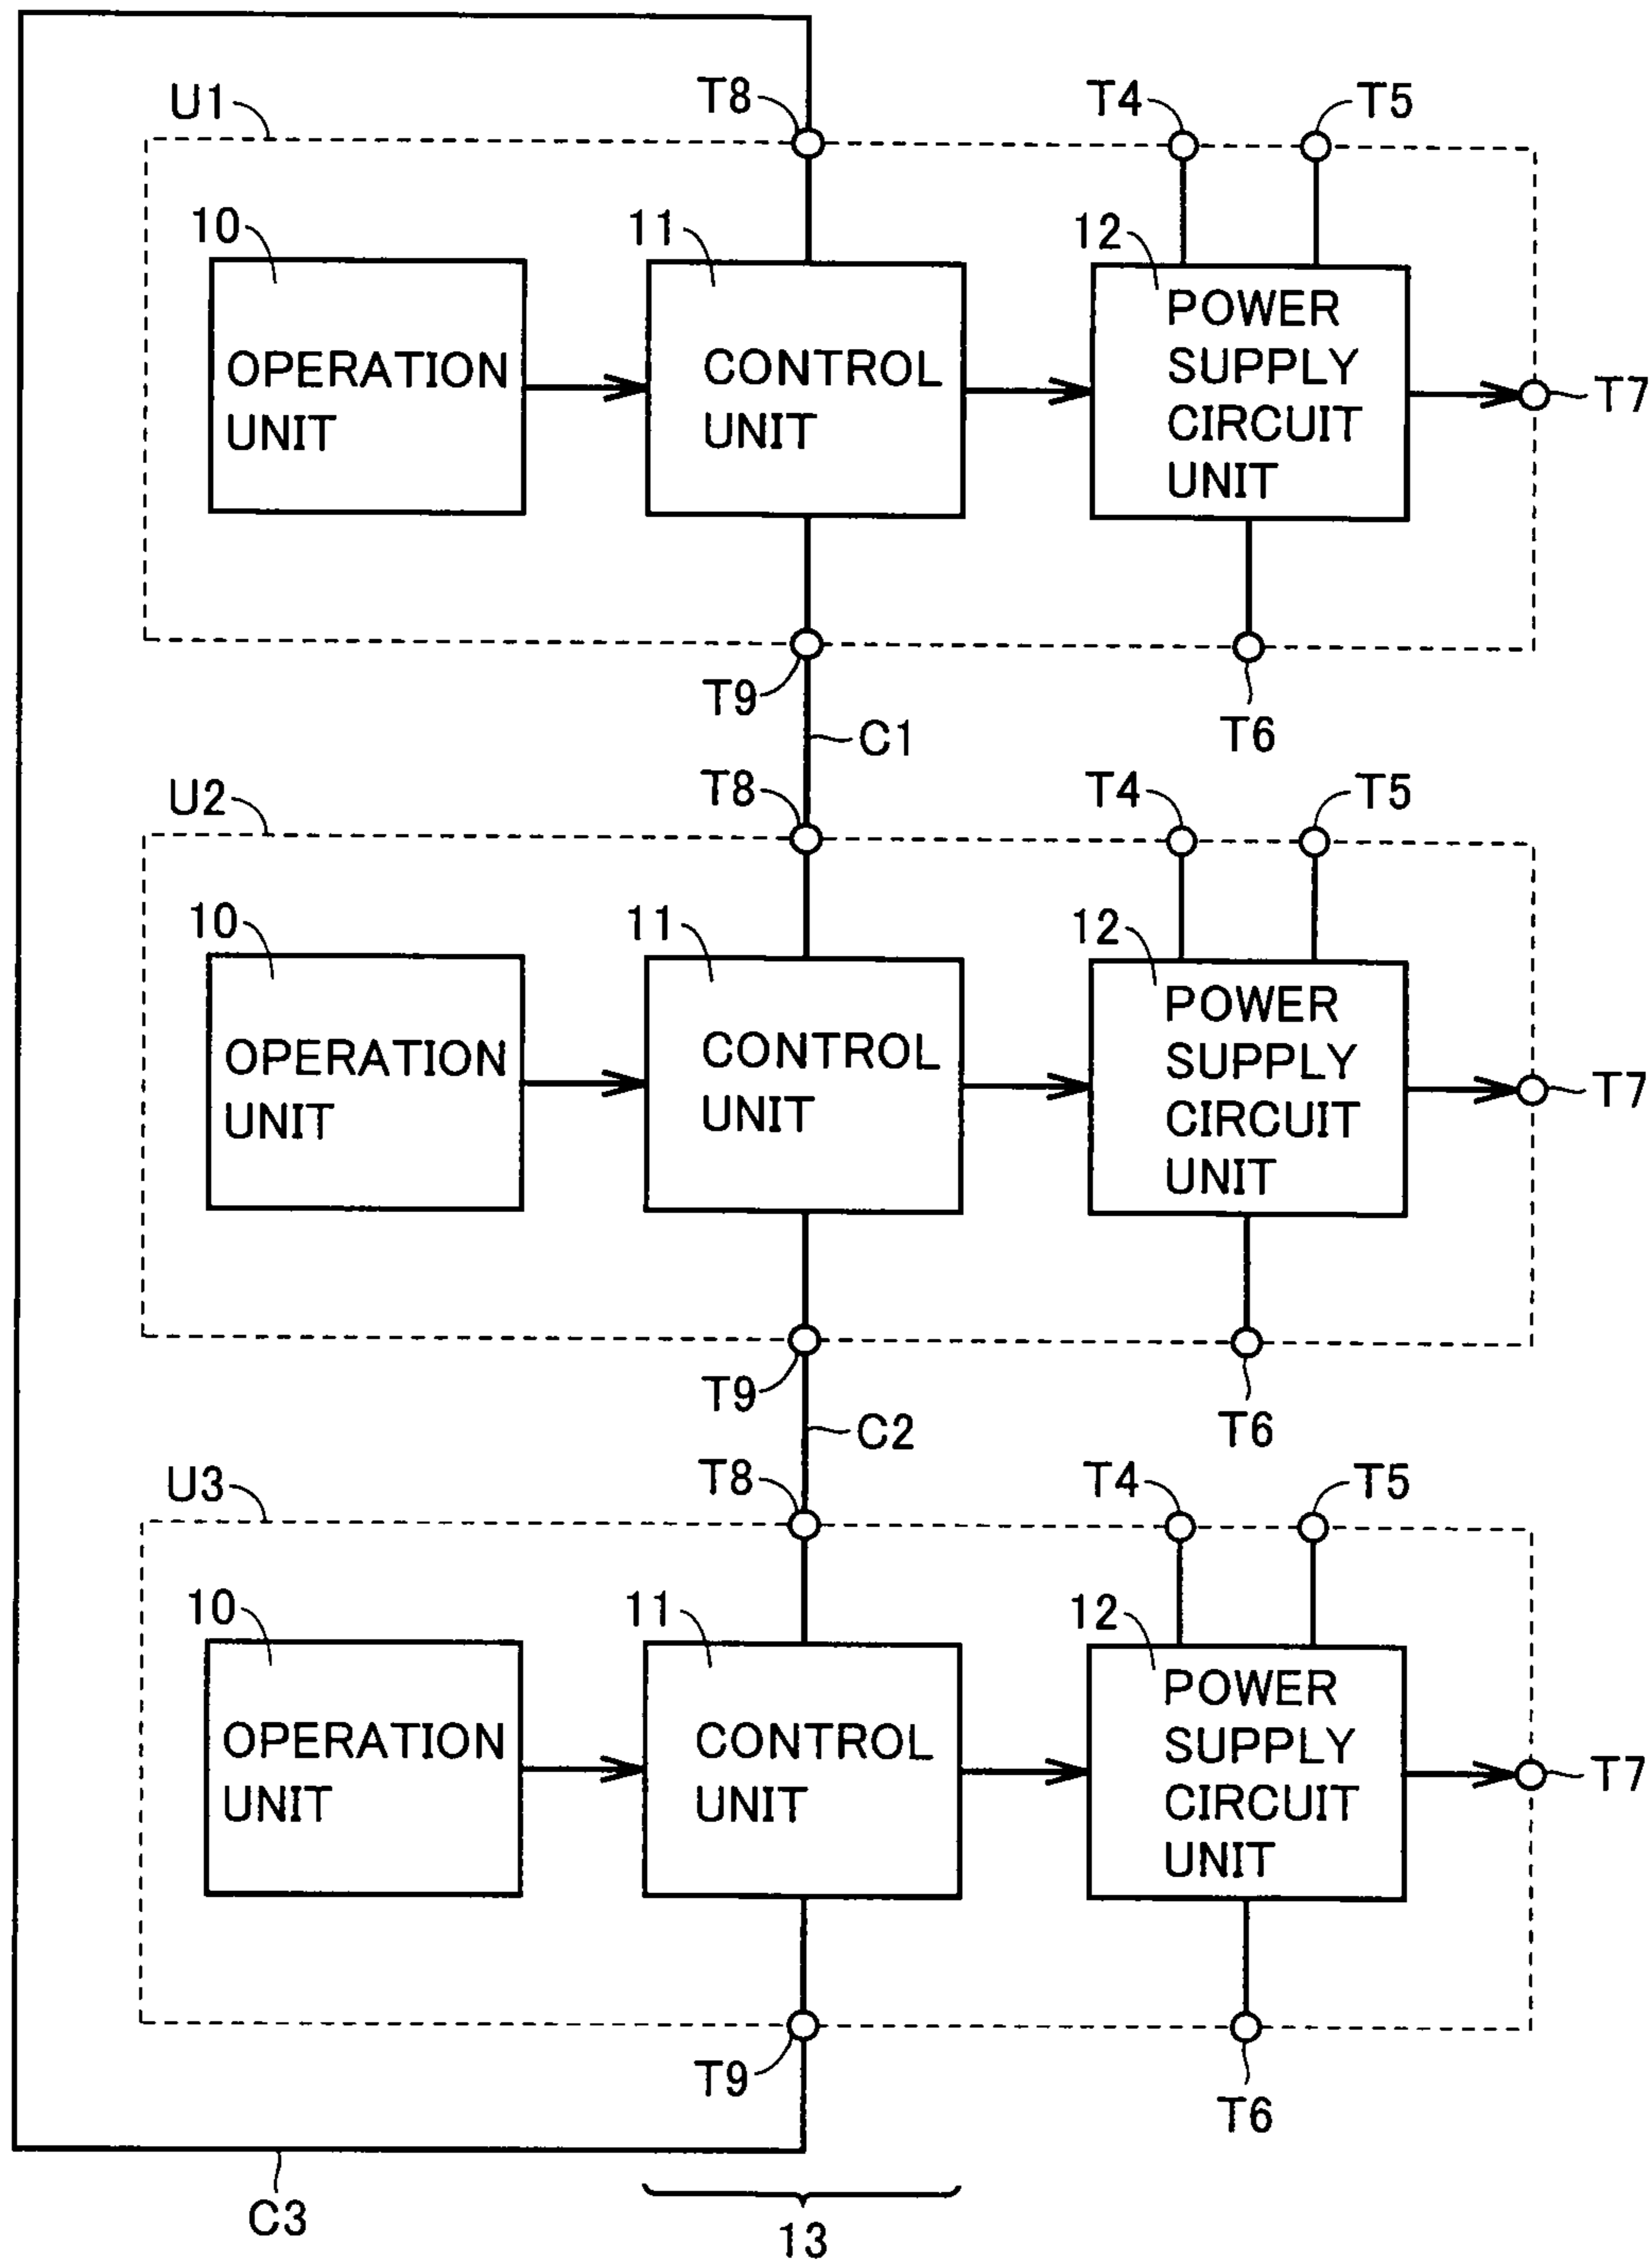 U1
T8
T4
T5
10
11
12
OPERATION
UNIT
CONTROL
UNIT
POWER
SUPPLY
CIRCUIT
UNIT
T7
T9
T6
C1
U2
T8
T4
T5
10
11
12
OPERATION
UNIT
CONTROL
UNIT
POWER
SUPPLY
CIRCUIT
UNIT
T7
T9
T6
C2
U3
T8
T4
T5
10
11
12
OPERATION
UNIT
CONTROL
UNIT
POWER
SUPPLY
CIRCUIT
UNIT
T7
T9
T6
C3
13